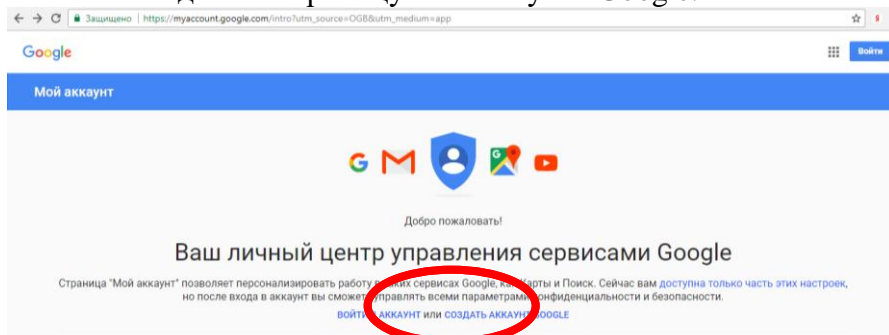 https://myaccount.google.com/intro?utm_source=OGB&utm_medium=app
Защищено
Google
Войти
Мой аккаунт
Добро пожаловать!
Ваш личный центр управления сервисами Google
Страница "Мой аккаунт" позволяет персонализировать работу сервисах Google, как Карты и Поиск. Сейчас вам доступна только часть этих настроек,
но после входа в аккаунт вы сможете управлять всеми параметрами конфиденциальности и безопасности.
ВОЙТИ В АККАУНТ или СОЗДАТЬ АККАУНТ GOOGLE